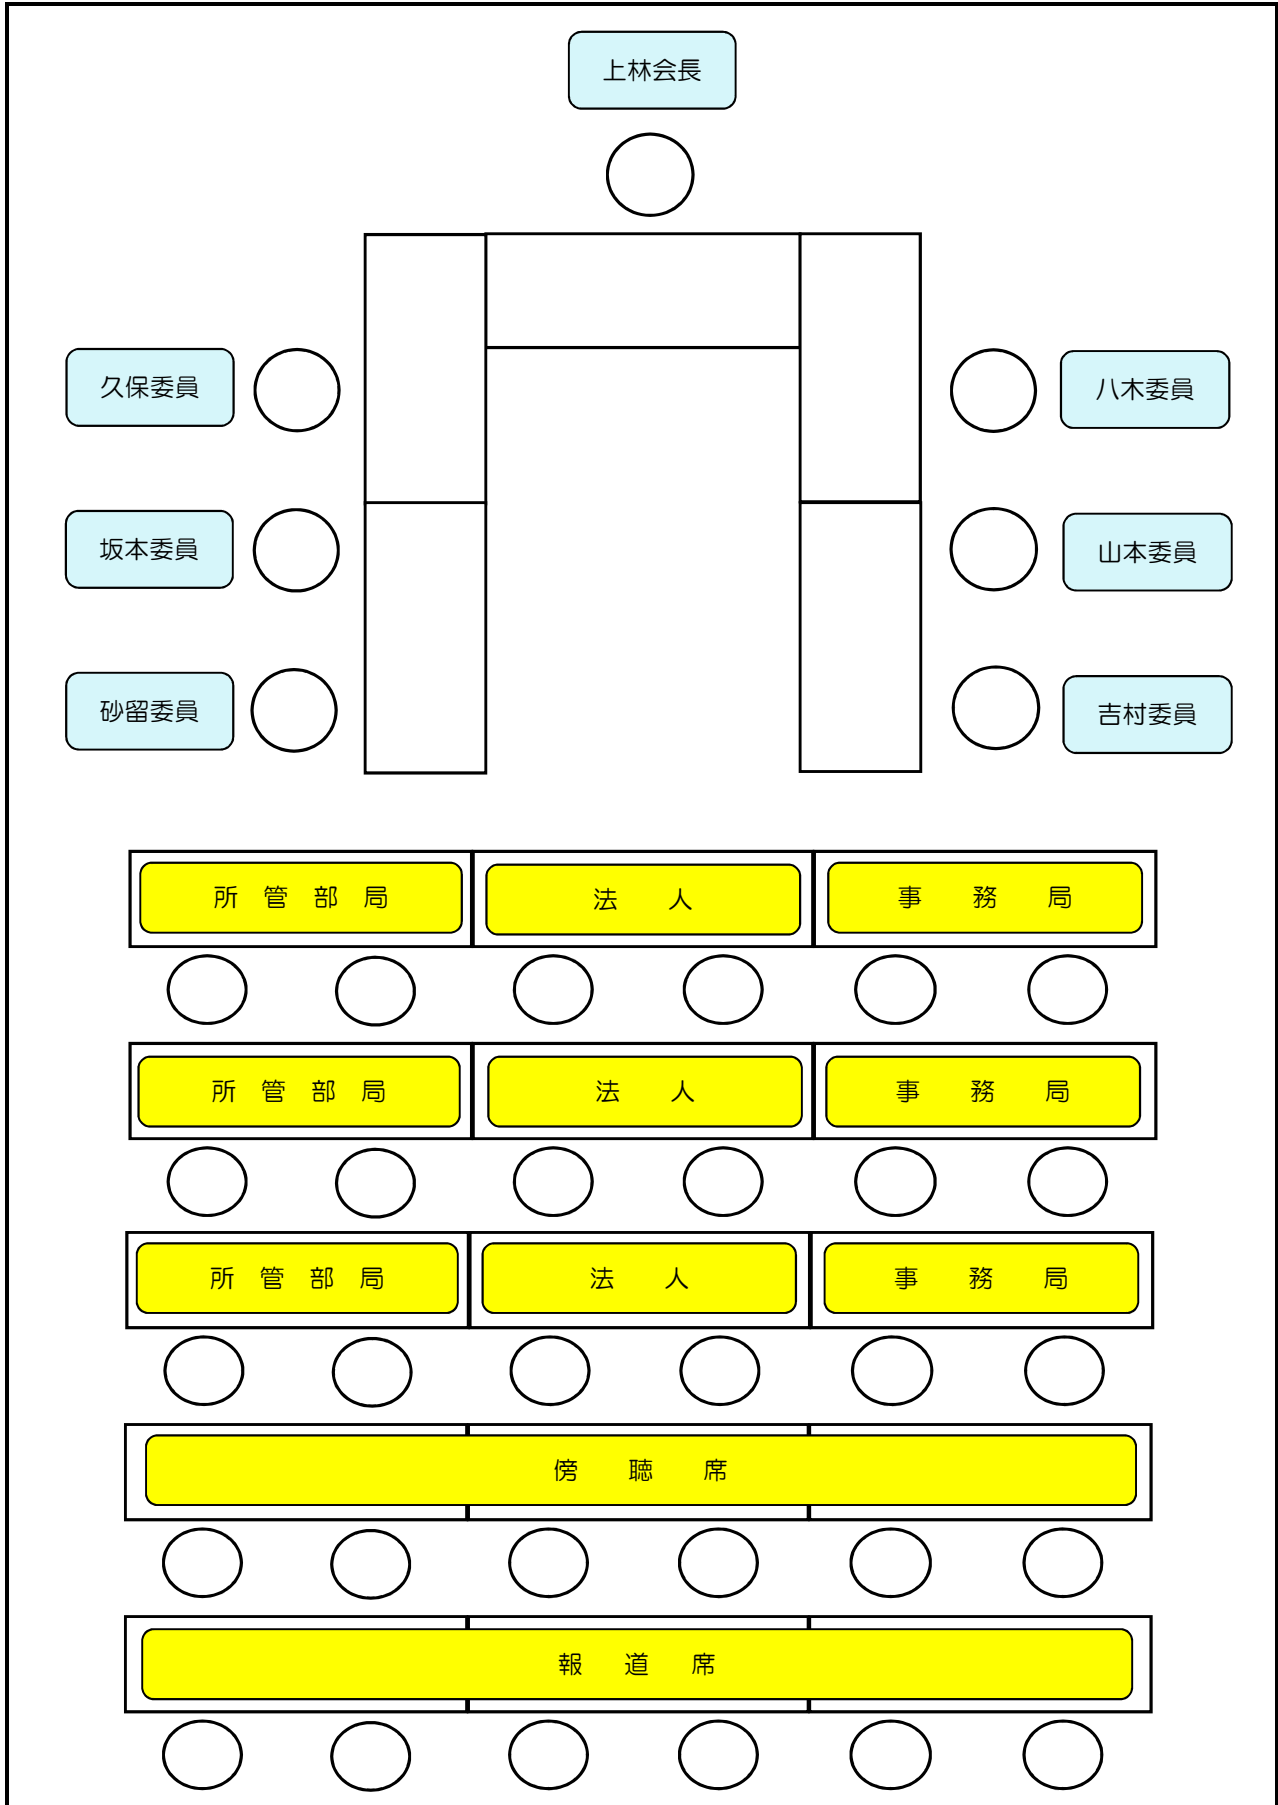 上林会長
久保委員
八木委員
坂本委員
山本委員
砂留委員
吉村委員
所　管　部　局
法　　人
事　　務　　局
所　管　部　局
法　　人
事　　務　　局
所　管　部　局
法　　人
事　　務　　局
傍　　聴　　席
報　道　席